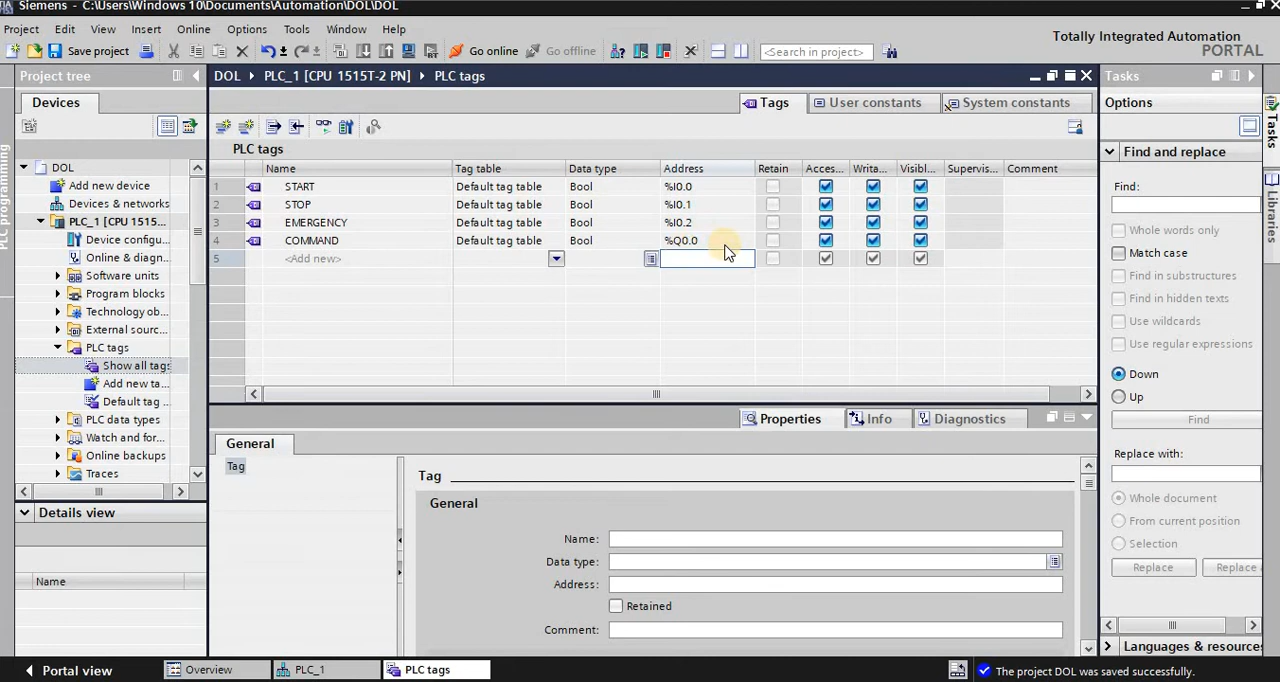 Siemens - C:\Users\Windows 10\Documents\Automation\DOL\DOL
Project Edit View Insert Online Options Tools Window Help
Totally Integrated Automation
PORTAL
Save project Go online Go offline <Search in project>
Project tree
DOL PLC_1 [CPU 1515T-2 PN] PLC tags
Tasks
Devices
Tags User constants System constants
Options
PLC programming
PLC tags
Find and replace
Name Tag table Data type Address Retain Acces... Writa... Visibl... Supervis... Comment
1 START Default tag table Bool %I0.0
2 STOP Default tag table Bool %I0.1
3 EMERGENCY Default tag table Bool %I0.2
4 COMMAND Default tag table Bool %Q0.0
5 <Add new>
DOL
Add new device
Devices & networks
PLC_1 [CPU 1515...
Device configu...
Online & diagn...
Software units
Program blocks
Technology ob...
External sourc...
PLC tags
Show all tags
Add new ta...
Default tag ...
PLC data types
Watch and for...
Online backups
Traces
Details view
Name
Properties Info Diagnostics
General
Tag
Tag
General
Name:
Data type:
Address:
Retained
Comment:
Find:
Whole words only
Match case
Find in substructures
Find in hidden texts
Use wildcards
Use regular expressions
Down
Up
Find
Replace with:
Whole document
From current position
Selection
Replace Replace
Languages & resources
Tasks
Libraries
Portal view Overview PLC_1 PLC tags The project DOL was saved successfully.